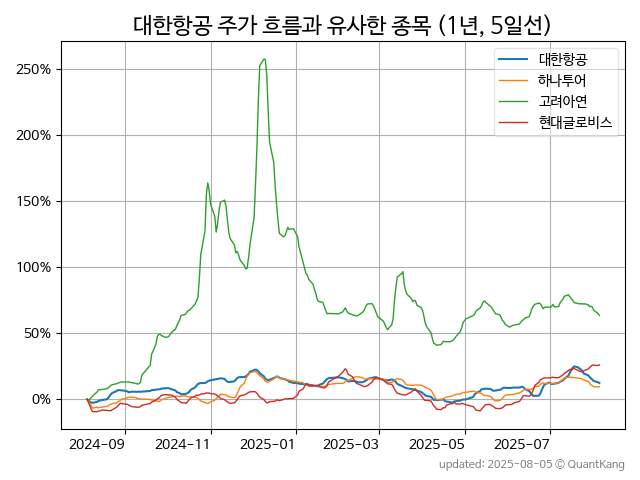 대한항공 주가 흐름과 유사한 종목 (1년, 5일선)
대한항공
하나투어
고려아연
현대글로비스
250%
200%
150%
100%
50%
0%
2024-09 2024-11 2025-01 2025-03 2025-05 2025-07
updated: 2025-08-05 © QuantKang